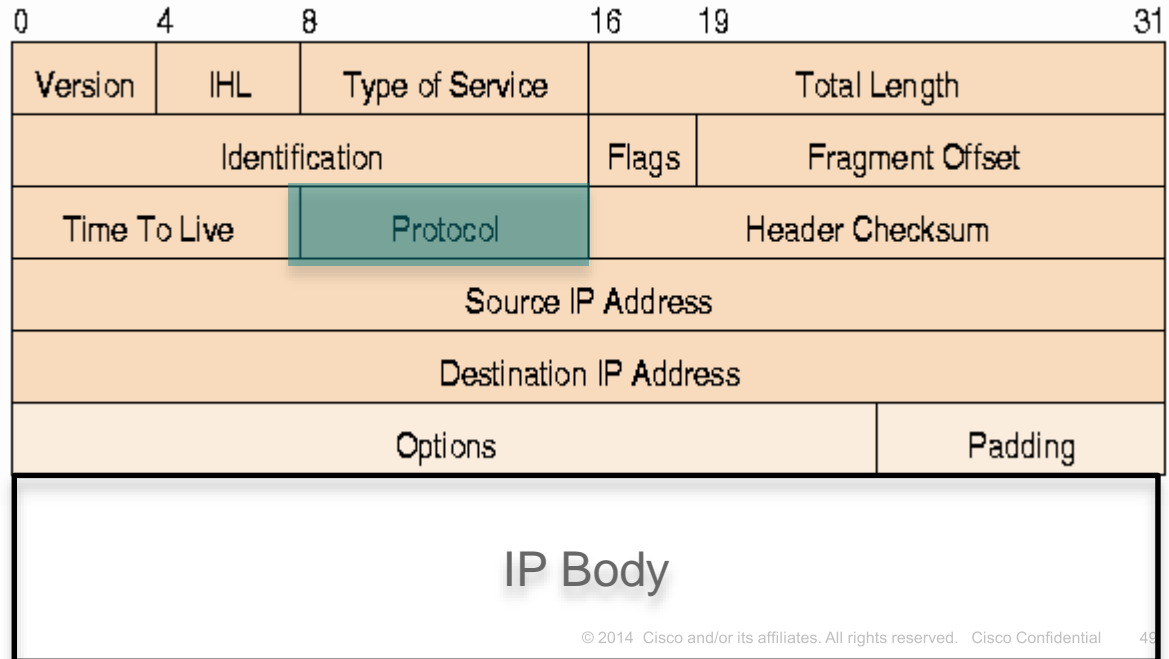 0 4 8 16 19 31
Version IHL Type of Service Total Length
Identification Flags Fragment Offset
Time To Live Protocol Header Checksum
Source IP Address
Destination IP Address
Options Padding
IP Body
© 2014 Cisco and/or its affiliates. All rights reserved. Cisco Confidential 49